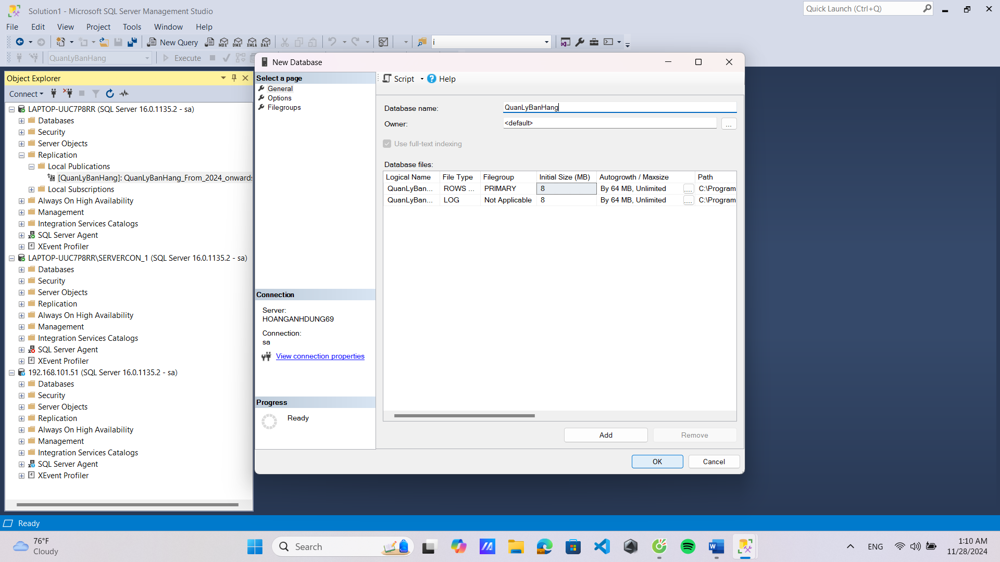 Solution1 - Microsoft SQL Server Management Studio
Quick Launch (Ctrl+Q)
File Edit View Project Tools Window Help
New Query MDX DMX XMLA DAX i
QuanLyBanHang Execute
Object Explorer
Connect
LAPTOP-UUC7P8RR (SQL Server 16.0.1135.2 - sa)
Databases
Security
Server Objects
Replication
Local Publications
[QuanLyBanHang]: QuanLyBanHang_From_2024_onwards
Local Subscriptions
Always On High Availability
Management
Integration Services Catalogs
SQL Server Agent
XEvent Profiler
LAPTOP-UUC7P8RR\SERVERCON_1 (SQL Server 16.0.1135.2 - sa)
Databases
Security
Server Objects
Replication
Always On High Availability
Management
Integration Services Catalogs
SQL Server Agent
XEvent Profiler
192.168.101.51 (SQL Server 16.0.1135.2 - sa)
Databases
Security
Server Objects
Replication
Always On High Availability
Management
Integration Services Catalogs
SQL Server Agent
XEvent Profiler
New Database
Select a page
General
Options
Filegroups
Connection
Server:
HOANGANHDUNG69
Connection:
sa
View connection properties
Progress
Ready
Script Help
Database name: QuanLyBanHang
Owner: <default> ...
Use full-text indexing
Database files:
Logical Name File Type Filegroup Initial Size (MB) Autogrowth / Maxsize Path
QuanLyBan... ROWS ... PRIMARY 8 By 64 MB, Unlimited .... C:\Program
QuanLyBan... LOG Not Applicable 8 By 64 MB, Unlimited .... C:\Program
Add Remove
OK Cancel
Ready
76°F
Cloudy
Search
ENG
1:10 AM
11/28/2024